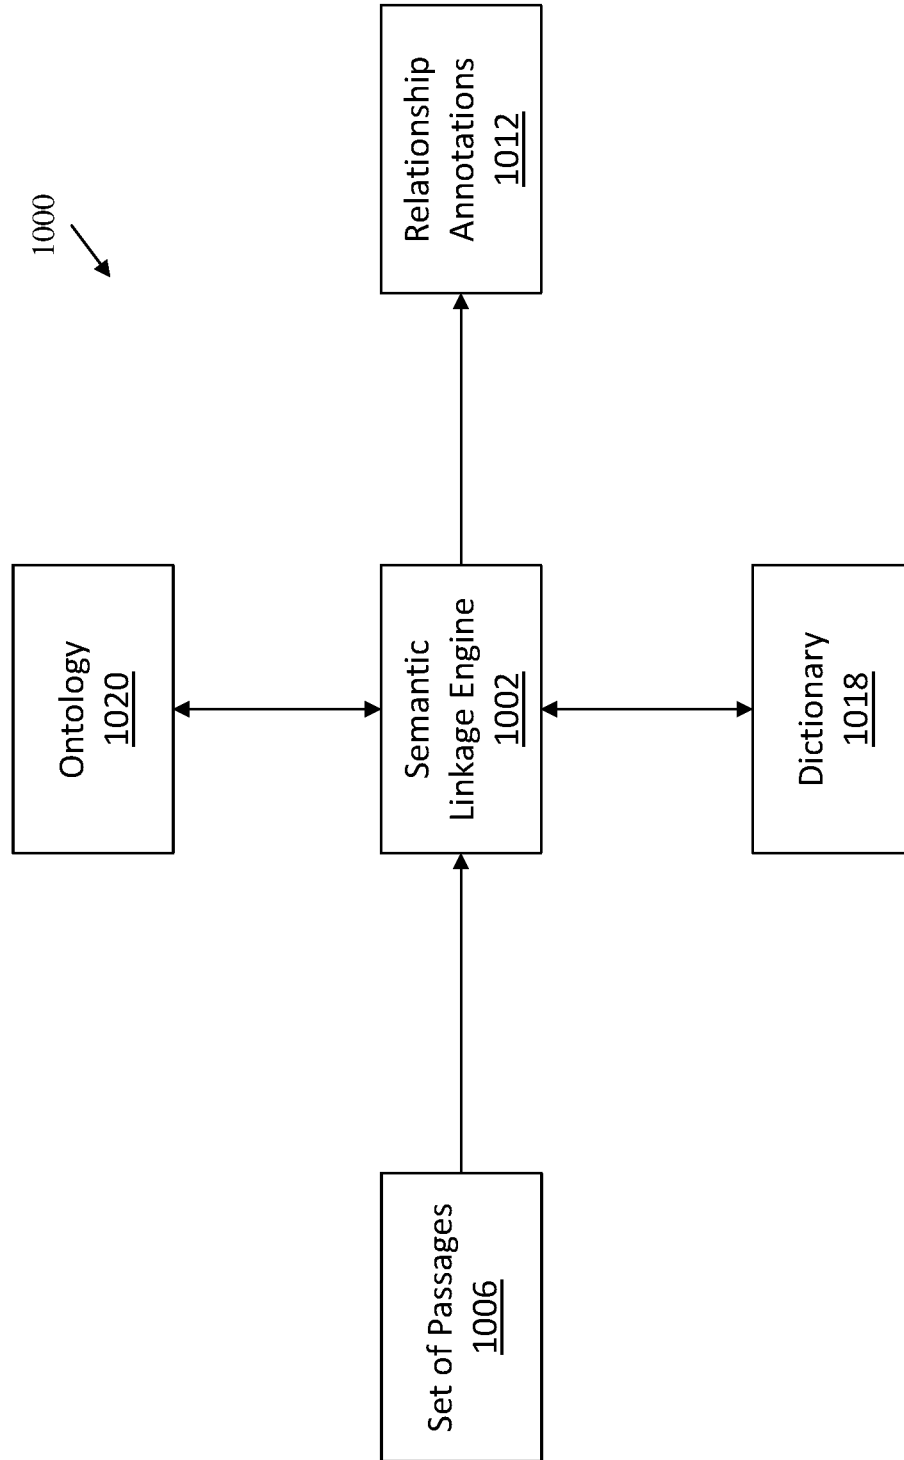 1000
Ontology
1020
Set of Passages
1006
Semantic
Linkage Engine
1002
Relationship
Annotations
1012
Dictionary
1018